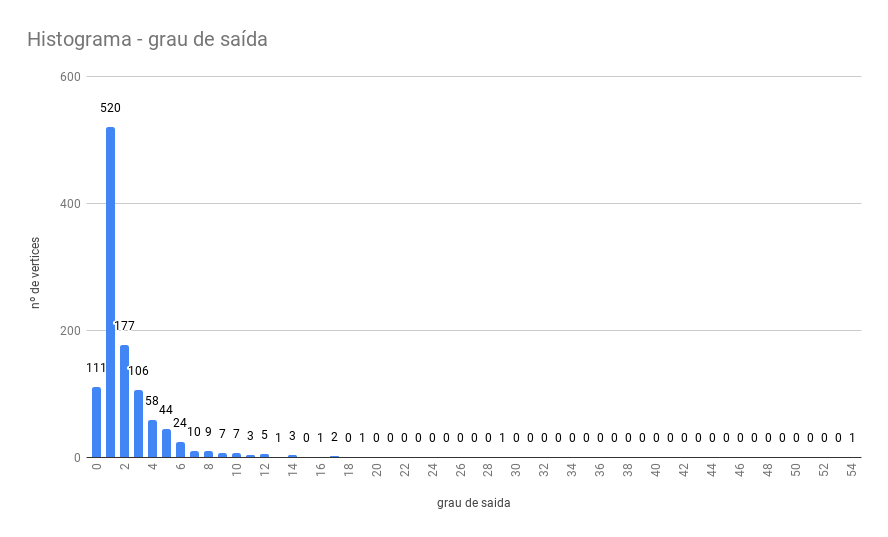 Histograma - grau de saída
600
400
200
0
nº de vertices
111 520 177 106 58 44 24 10 9 7 7 3 5 1 3 0 1 2 0 1 0 0 0 0 0 0 0 0 0 1 0 0 0 0 0 0 0 0 0 0 0 0 0 0 0 0 0 0 0 0 0 0 0 0 1
0 2 4 6 8 10 12 14 16 18 20 22 24 26 28 30 32 34 36 38 40 42 44 46 48 50 52 54
grau de saida